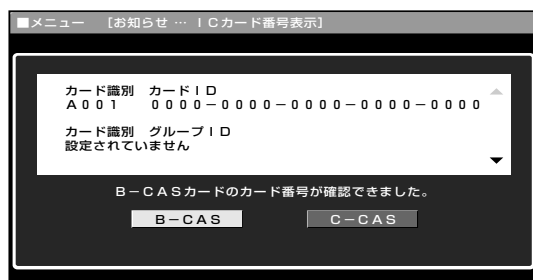 ■メニュー ［お知らせ … ＩＣカード番号表示］
カード識別 カードＩＤ
Ａ００１ ００００－００００－００００－００００－００００
カード識別 グループＩＤ
設定されていません
Ｂ－ＣＡＳカードのカード番号が確認できました。
Ｂ－ＣＡＳ Ｃ－ＣＡＳ